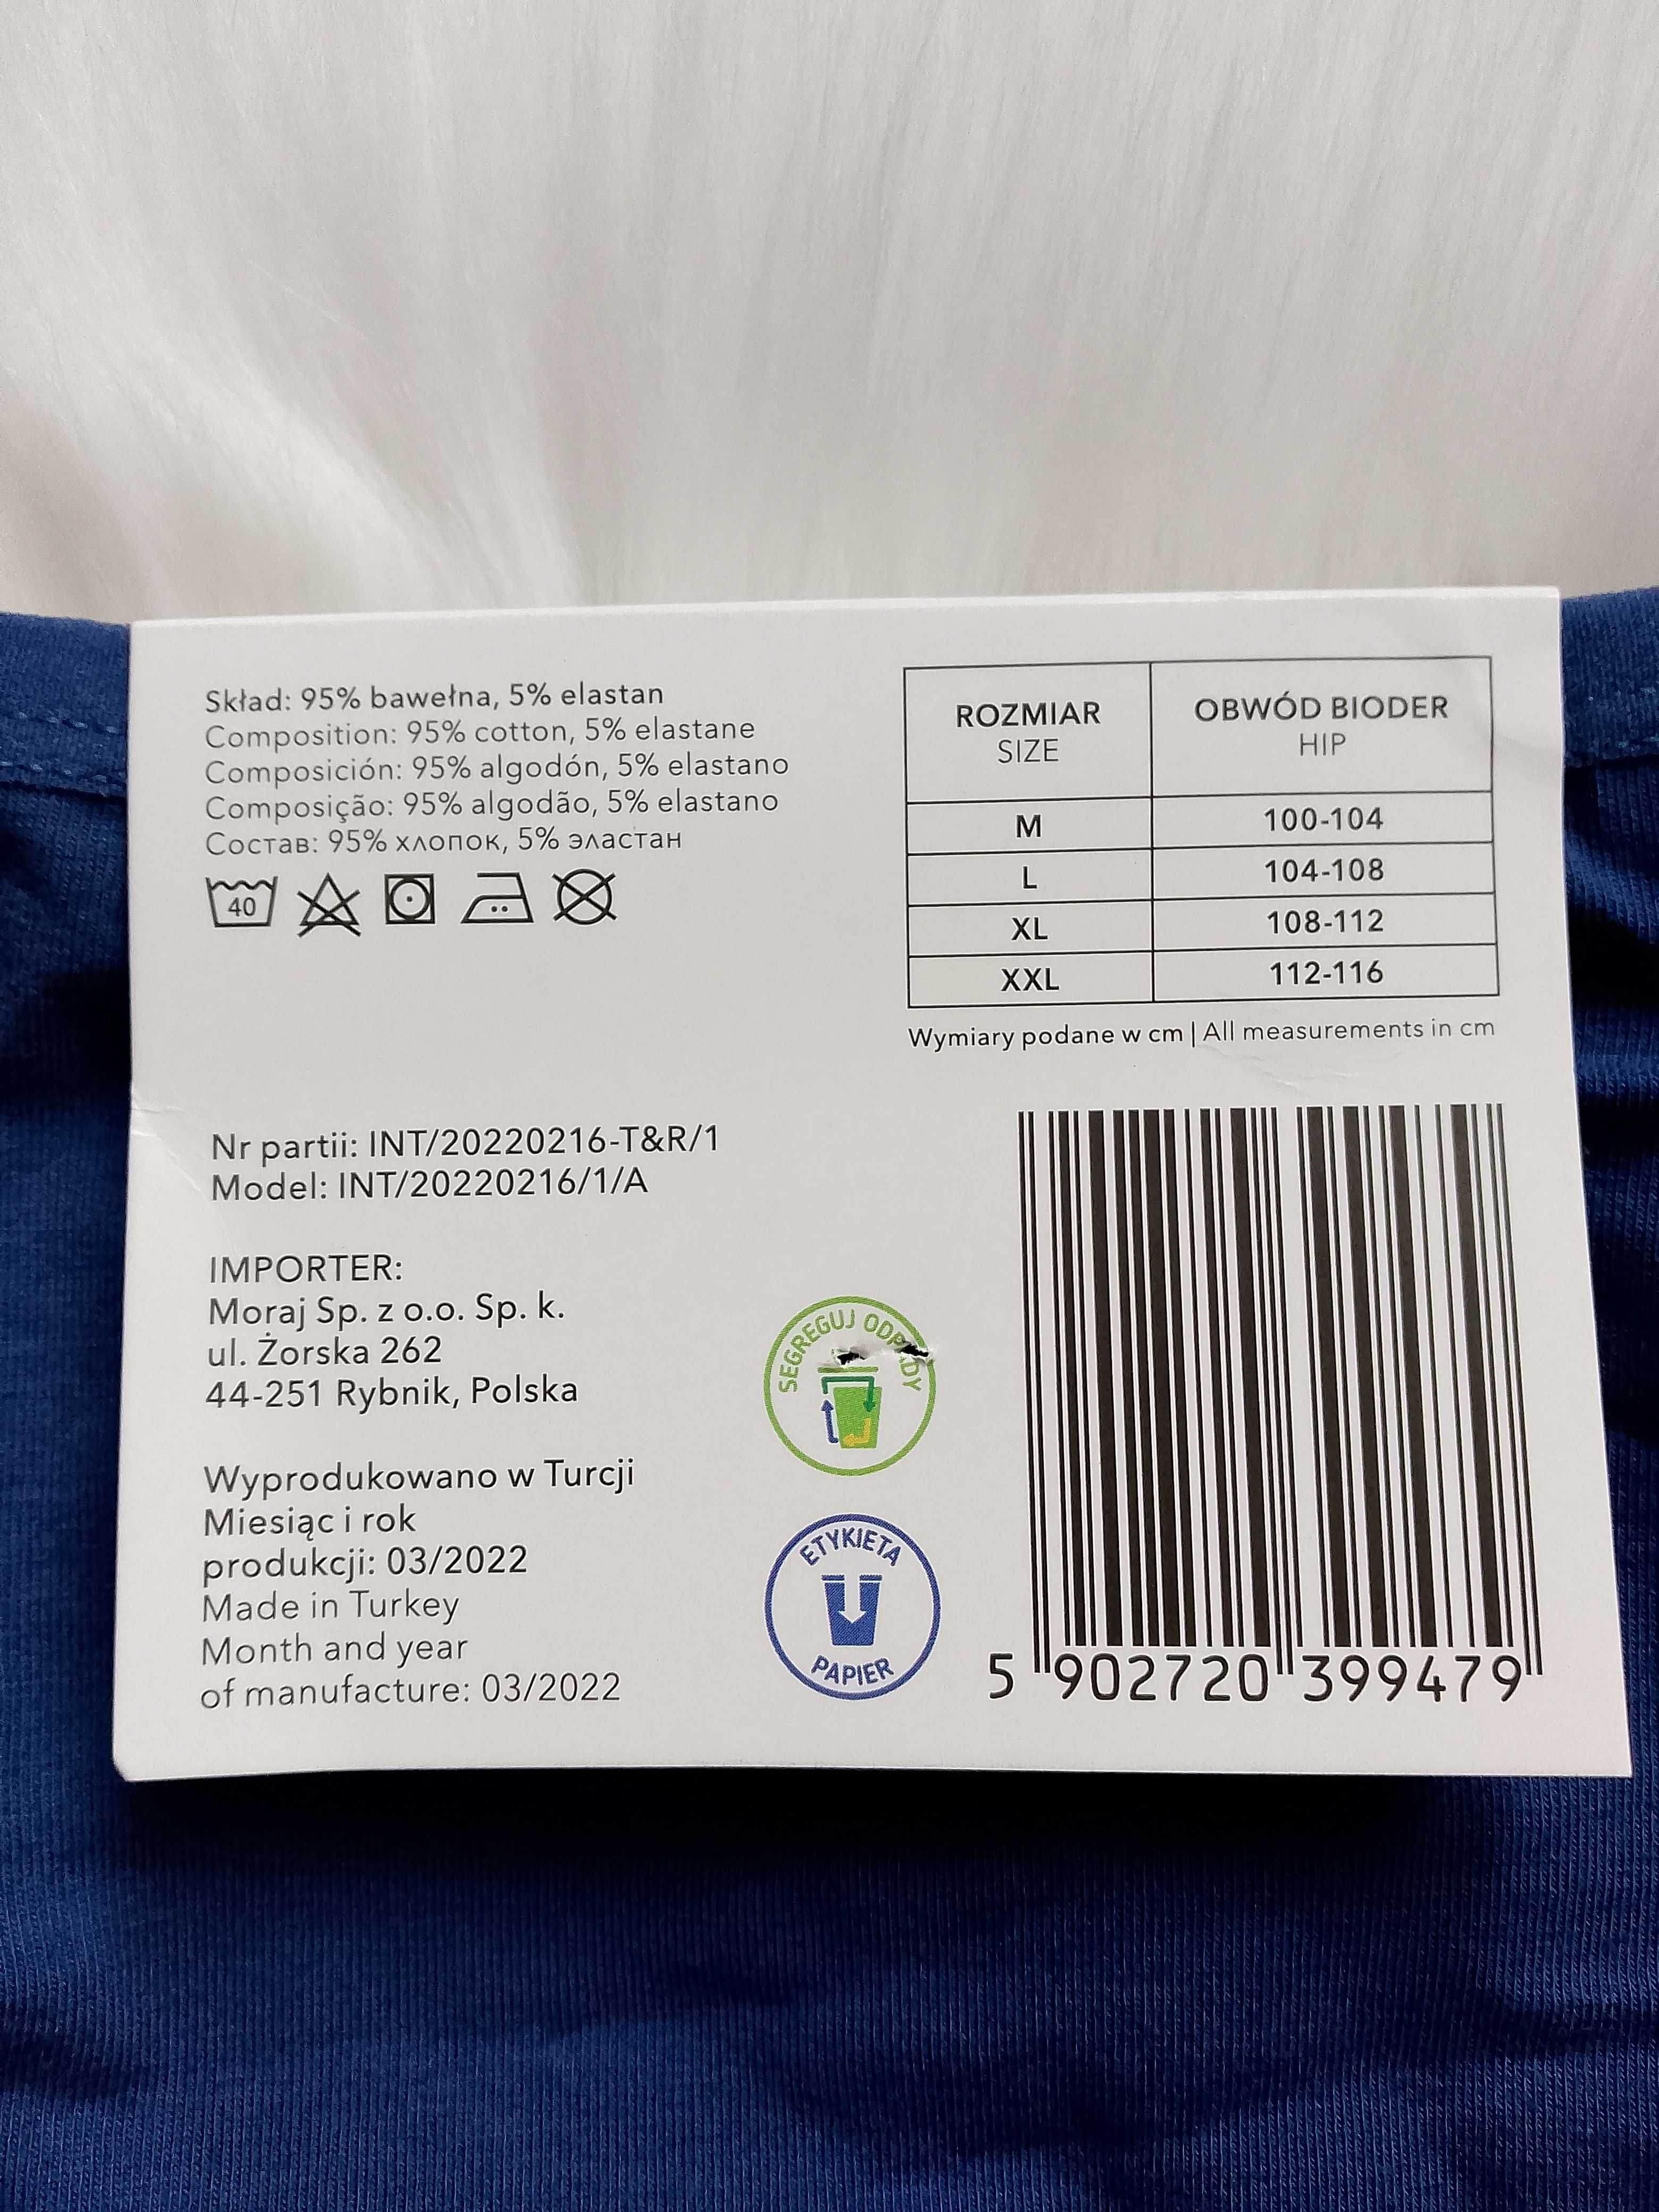 Skład: 95% bawełna, 5% elastan
Composition: 95% cotton, 5% elastane
Composición: 95% algodón, 5% elastano
Composição: 95% algodão, 5% elastano
Состав: 95% хлопок, 5% эластан
40
ROZMIAR OBWÓD BIODER
SIZE HIP
M 100-104
L 104-108
XL 108-112
XXL 112-116
Wymiary podane w cm | All measurements in cm
Nr partii: INT/20220216-T&R/1
Model: INT/20220216/1/A
IMPORTER:
Moraj Sp. z o.o. Sp. k.
ul. Żorska 262
44-251 Rybnik, Polska
Wyprodukowano w Turcji
Miesiąc i rok
produkcji: 03/2022
Made in Turkey
Month and year
of manufacture: 03/2022
SEGREGUJ ODPADY
ETYKIETA
PAPIER
5 902720 399479